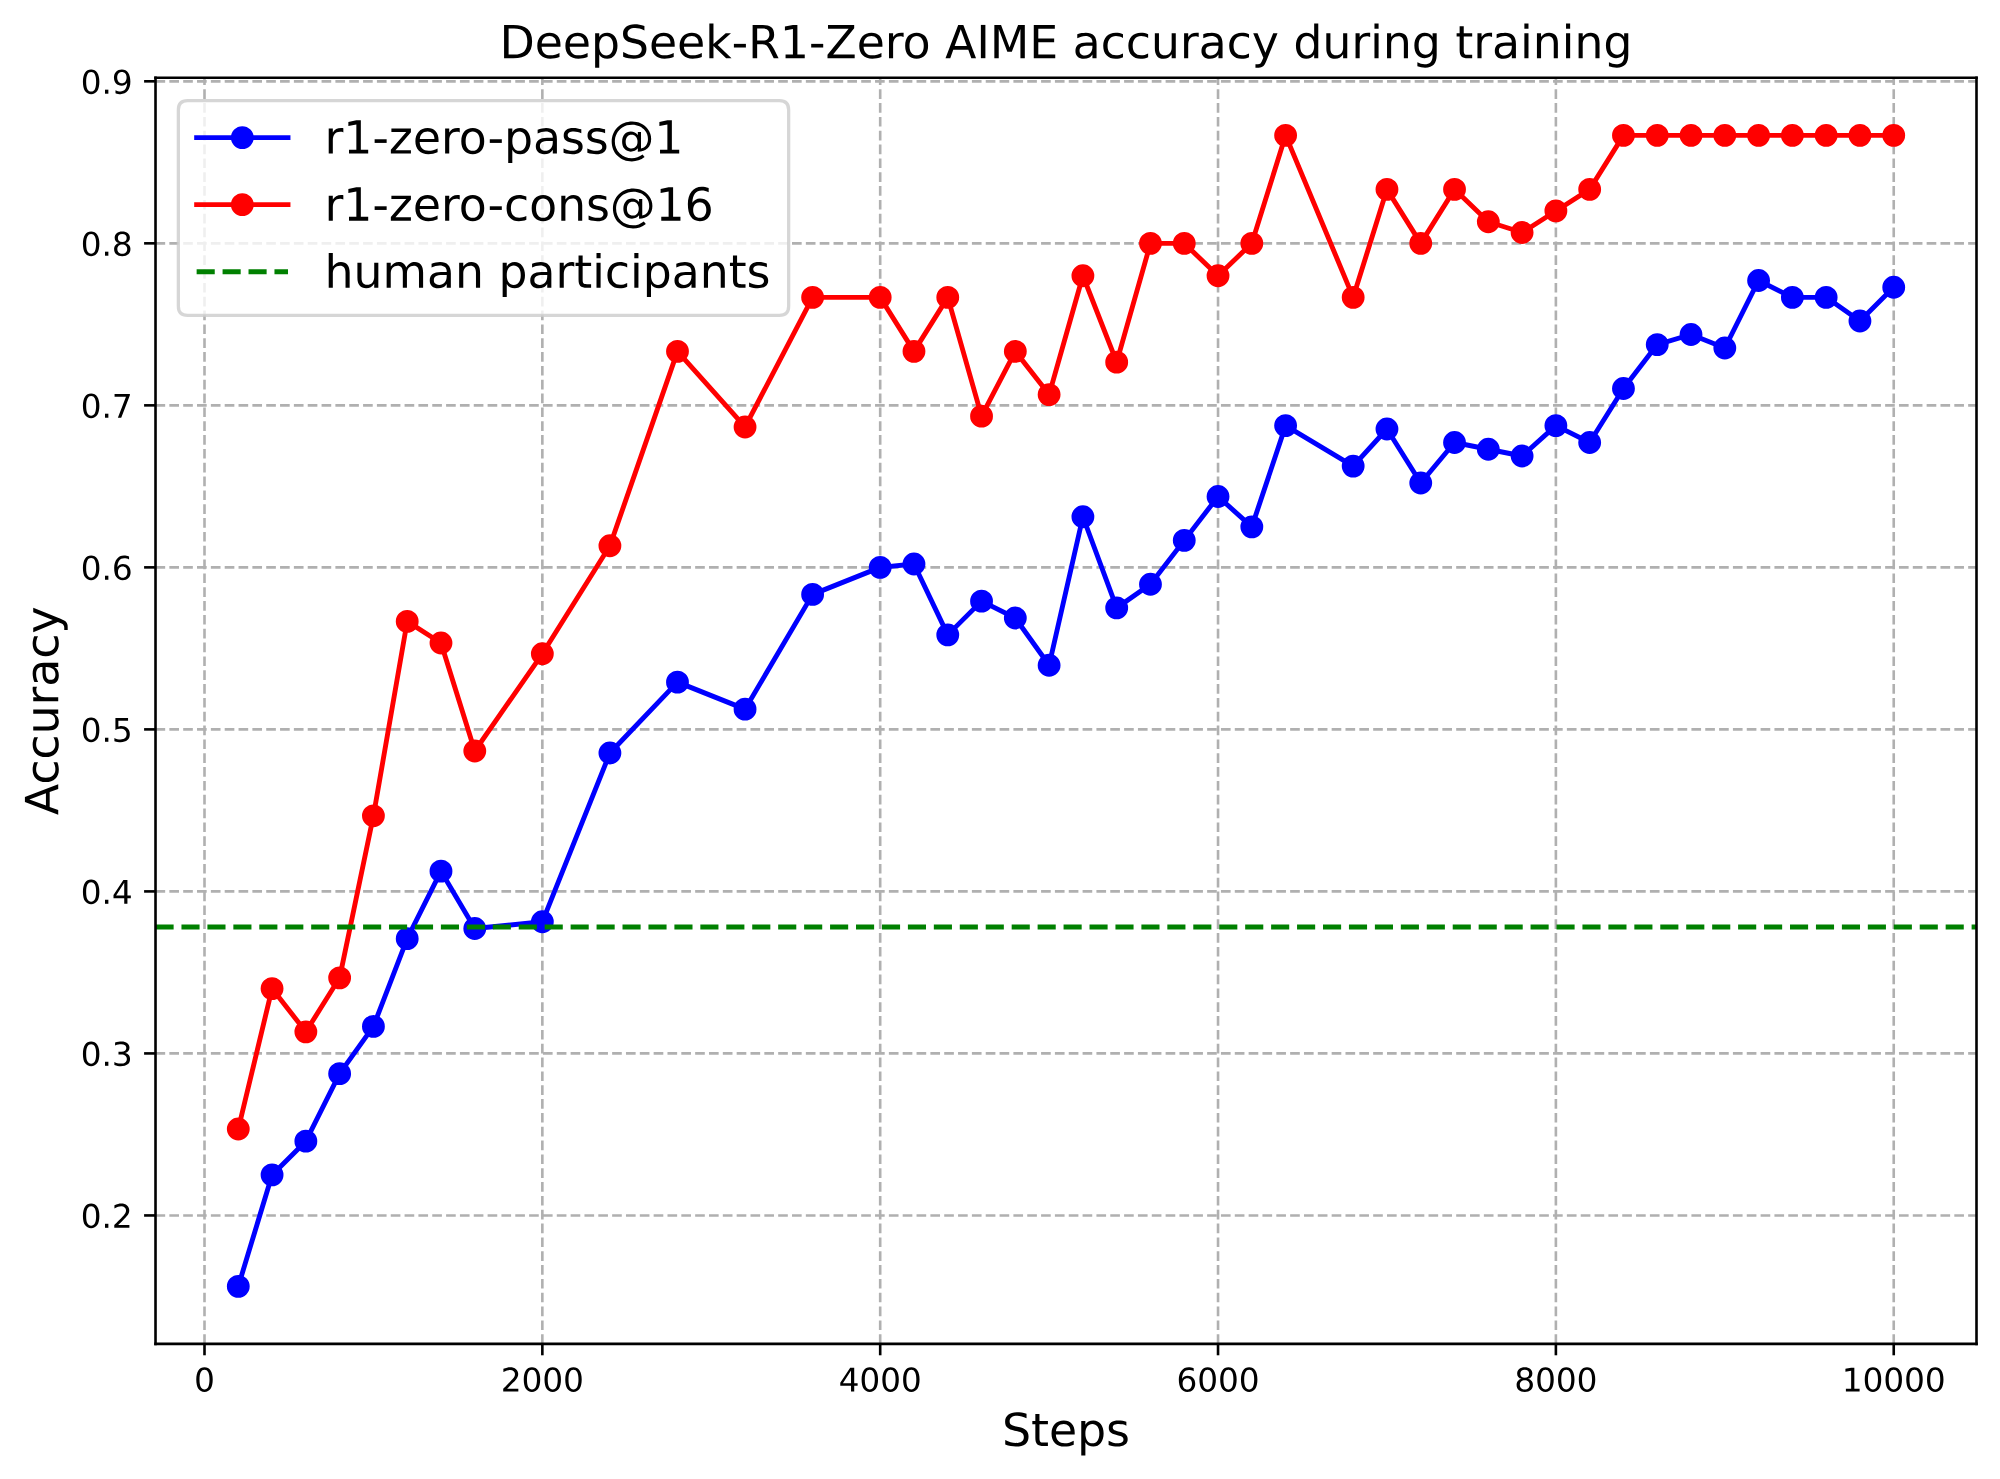 DeepSeek-R1-Zero AIME accuracy during training
r1-zero-pass@1
r1-zero-cons@16
human participants
Accuracy
0.9
0.8
0.7
0.6
0.5
0.4
0.3
0.2
0 2000 4000 6000 8000 10000
Steps